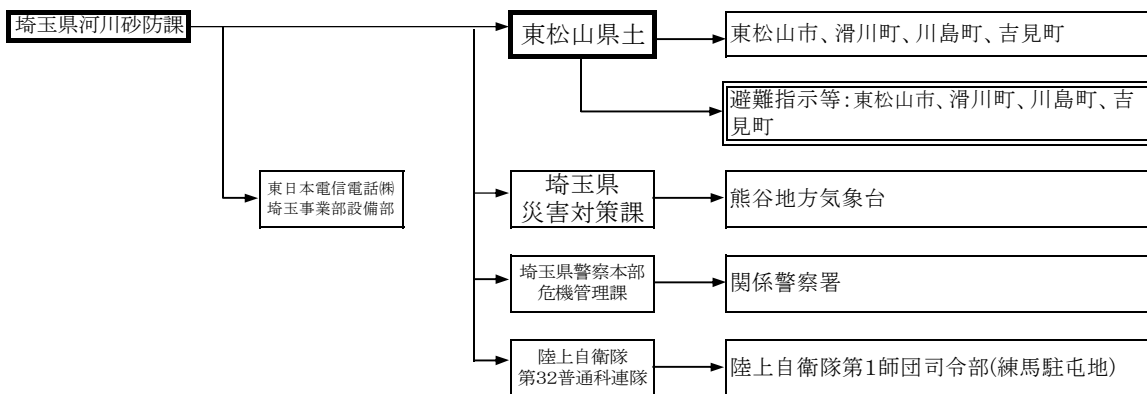 埼玉県河川砂防課
東松山県土
東松山市、滑川町、川島町、吉見町
避難指示等:東松山市、滑川町、川島町、吉
見町
東日本電信電話㈱
埼玉事業部設備部
埼玉県
災害対策課
熊谷地方気象台
埼玉県警察本部
危機管理課
関係警察署
陸上自衛隊
第32普通科連隊
陸上自衛隊第1師団司令部(練馬駐屯地)